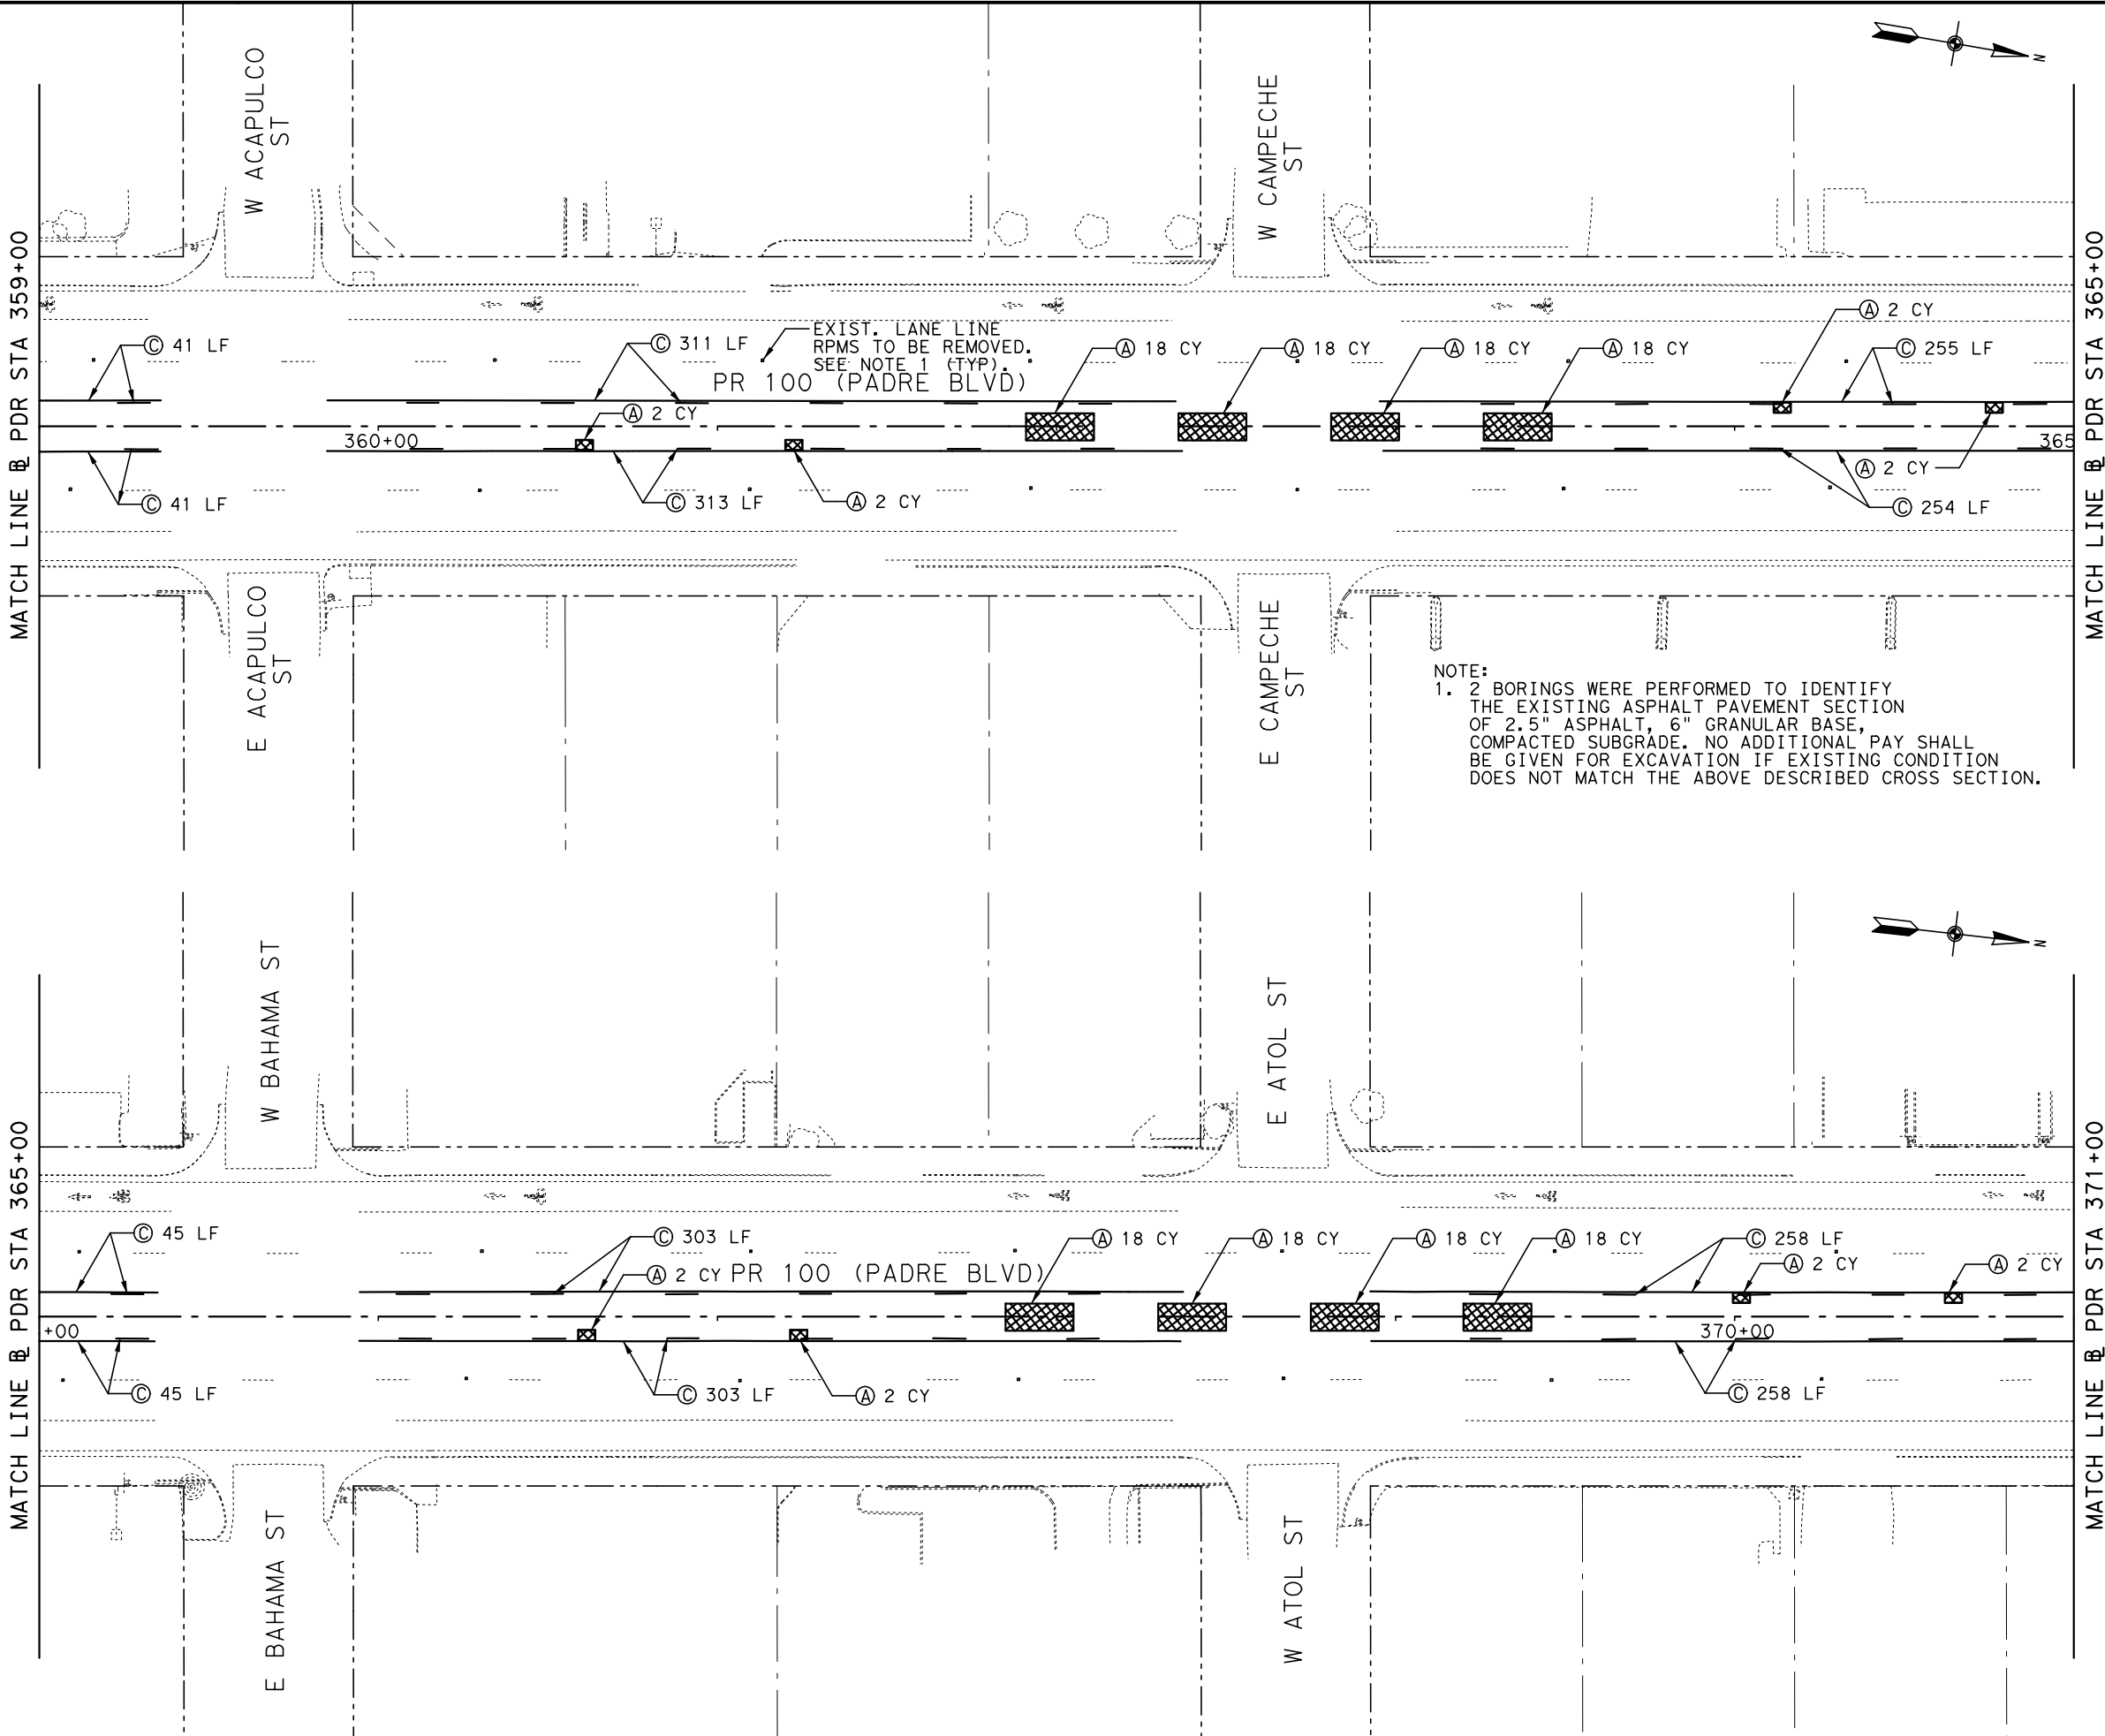 W ACAPULCO
ST
W CAMPECHE
ST
N
MATCH LINE ℄ PDR STA 359+00
MATCH LINE ℄ PDR STA 365+00
Ⓒ 41 LF
Ⓒ 311 LF
EXIST. LANE LINE
RPMS TO BE REMOVED.
SEE NOTE 1 (TYP).
Ⓐ 18 CY
Ⓐ 18 CY
Ⓐ 18 CY
Ⓐ 18 CY
Ⓐ 2 CY
Ⓒ 255 LF
PR 100 (PADRE BLVD)
Ⓐ 2 CY
360+00
365
Ⓐ 2 CY
Ⓒ 41 LF
Ⓒ 313 LF
Ⓐ 2 CY
Ⓒ 254 LF
E ACAPULCO
ST
E CAMPECHE
ST
NOTE:
1. 2 BORINGS WERE PERFORMED TO IDENTIFY
THE EXISTING ASPHALT PAVEMENT SECTION
OF 2.5" ASPHALT, 6" GRANULAR BASE,
COMPACTED SUBGRADE. NO ADDITIONAL PAY SHALL
BE GIVEN FOR EXCAVATION IF EXISTING CONDITION
DOES NOT MATCH THE ABOVE DESCRIBED CROSS SECTION.
W BAHAMA ST
E ATOL ST
N
MATCH LINE ℄ PDR STA 365+00
MATCH LINE ℄ PDR STA 371+00
Ⓒ 45 LF
Ⓒ 303 LF
Ⓐ 18 CY
Ⓐ 18 CY
Ⓐ 18 CY
Ⓐ 18 CY
Ⓒ 258 LF
Ⓐ 2 CY
PR 100 (PADRE BLVD)
Ⓐ 2 CY
Ⓐ 2 CY
+00
370+00
Ⓒ 45 LF
Ⓒ 303 LF
Ⓐ 2 CY
Ⓒ 258 LF
E BAHAMA ST
W ATOL ST